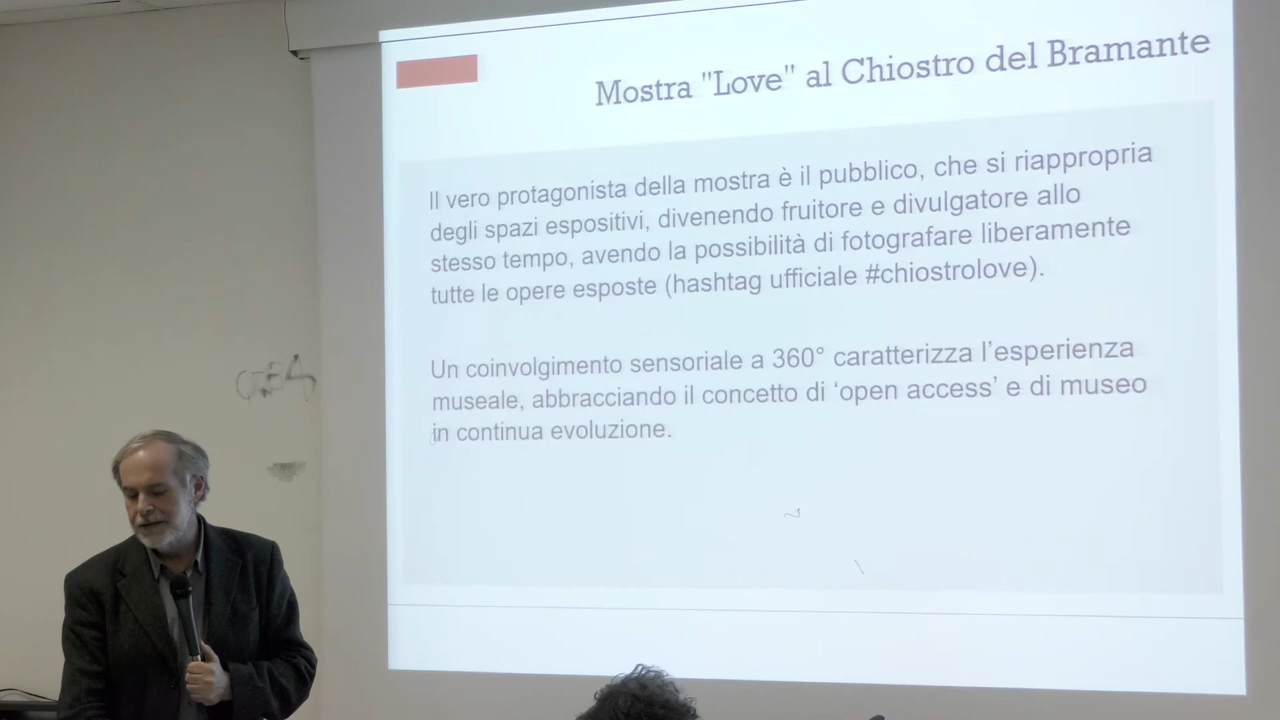 Mostra "Love" al Chiostro del Bramante
Il vero protagonista della mostra è il pubblico, che si riappropria
degli spazi espositivi, divenendo fruitore e divulgatore allo
stesso tempo, avendo la possibilità di fotografare liberamente
tutte le opere esposte (hashtag ufficiale #chiostrolove).
Un coinvolgimento sensoriale a 360° caratterizza l’esperienza
museale, abbracciando il concetto di ‘open access’ e di museo
in continua evoluzione.